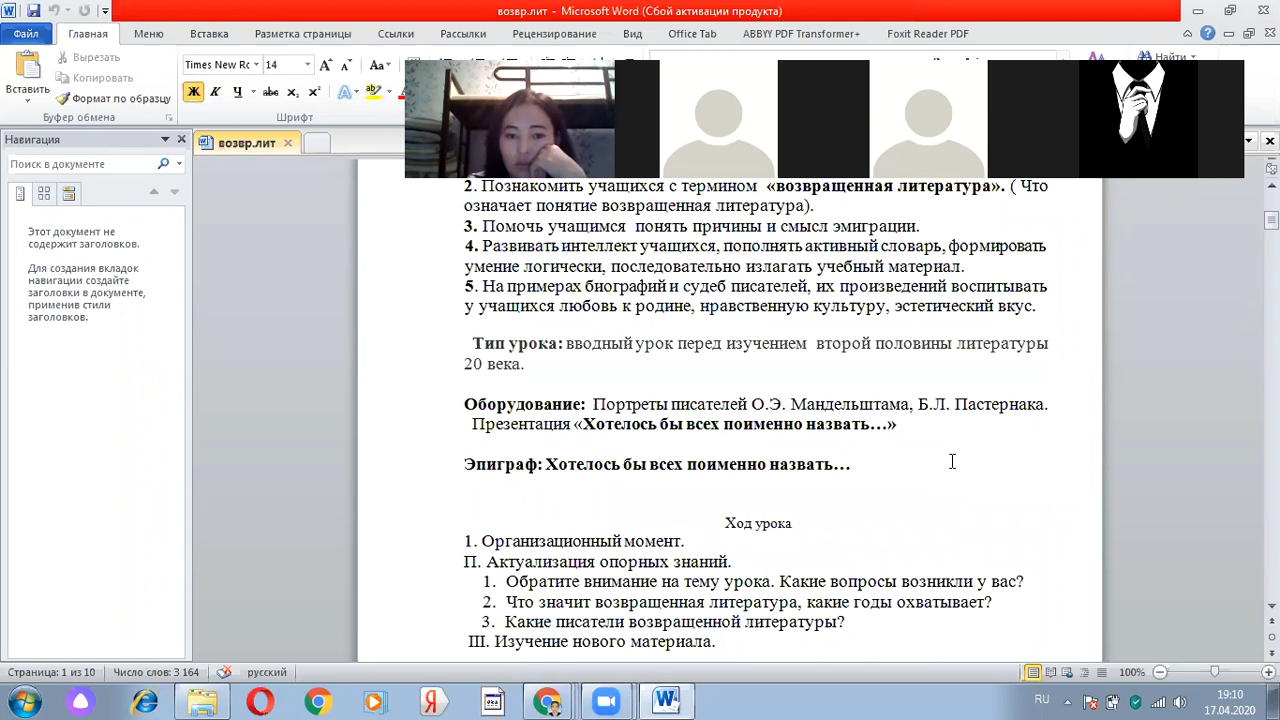 возвр.лит - Microsoft Word (Сбой активации продукта)
Файл Главная Меню Вставка Разметка страницы Ссылки Рассылки Рецензирование Вид Office Tab ABBYY PDF Transformer+ Foxit Reader PDF
Вырезать
Копировать
Формат по образцу
Вставить
Буфер обмена
Times New Rc 14
Ж К Ч abc
Шрифт
Найти
Навигация
возвр.лит
Поиск в документе
Этот документ не
содержит заголовков.
Для создания вкладок
навигации создайте
заголовки в документе,
применив стили
заголовков.
2. Познакомить учащихся с термином «возвращенная литература». ( Что
означает понятие возвращенная литература).
3. Помочь учащимся понять причины и смысл эмиграции.
4. Развивать интеллект учащихся, пополнять активный словарь, формировать
умение логически, последовательно излагать учебный материал.
5. На примерах биографий и судеб писателей, их произведений воспитывать
у учащихся любовь к родине, нравственную культуру, эстетический вкус.
Тип урока: вводный урок перед изучением второй половины литературы
20 века.
Оборудование: Портреты писателей О.Э. Мандельштама, Б.Л. Пастернака.
Презентация «Хотелось бы всех поименно назвать…»
Эпиграф: Хотелось бы всех поименно назвать…
Ход урока
1. Организационный момент.
П. Актуализация опорных знаний.
1. Обратите внимание на тему урока. Какие вопросы возникли у вас?
2. Что значит возвращенная литература, какие годы охватывает?
3. Какие писатели возвращенной литературы?
Ш. Изучение нового материала.
Страница: 1 из 10 Число слов: 3 164 русский 100%
RU
19:10
17.04.2020